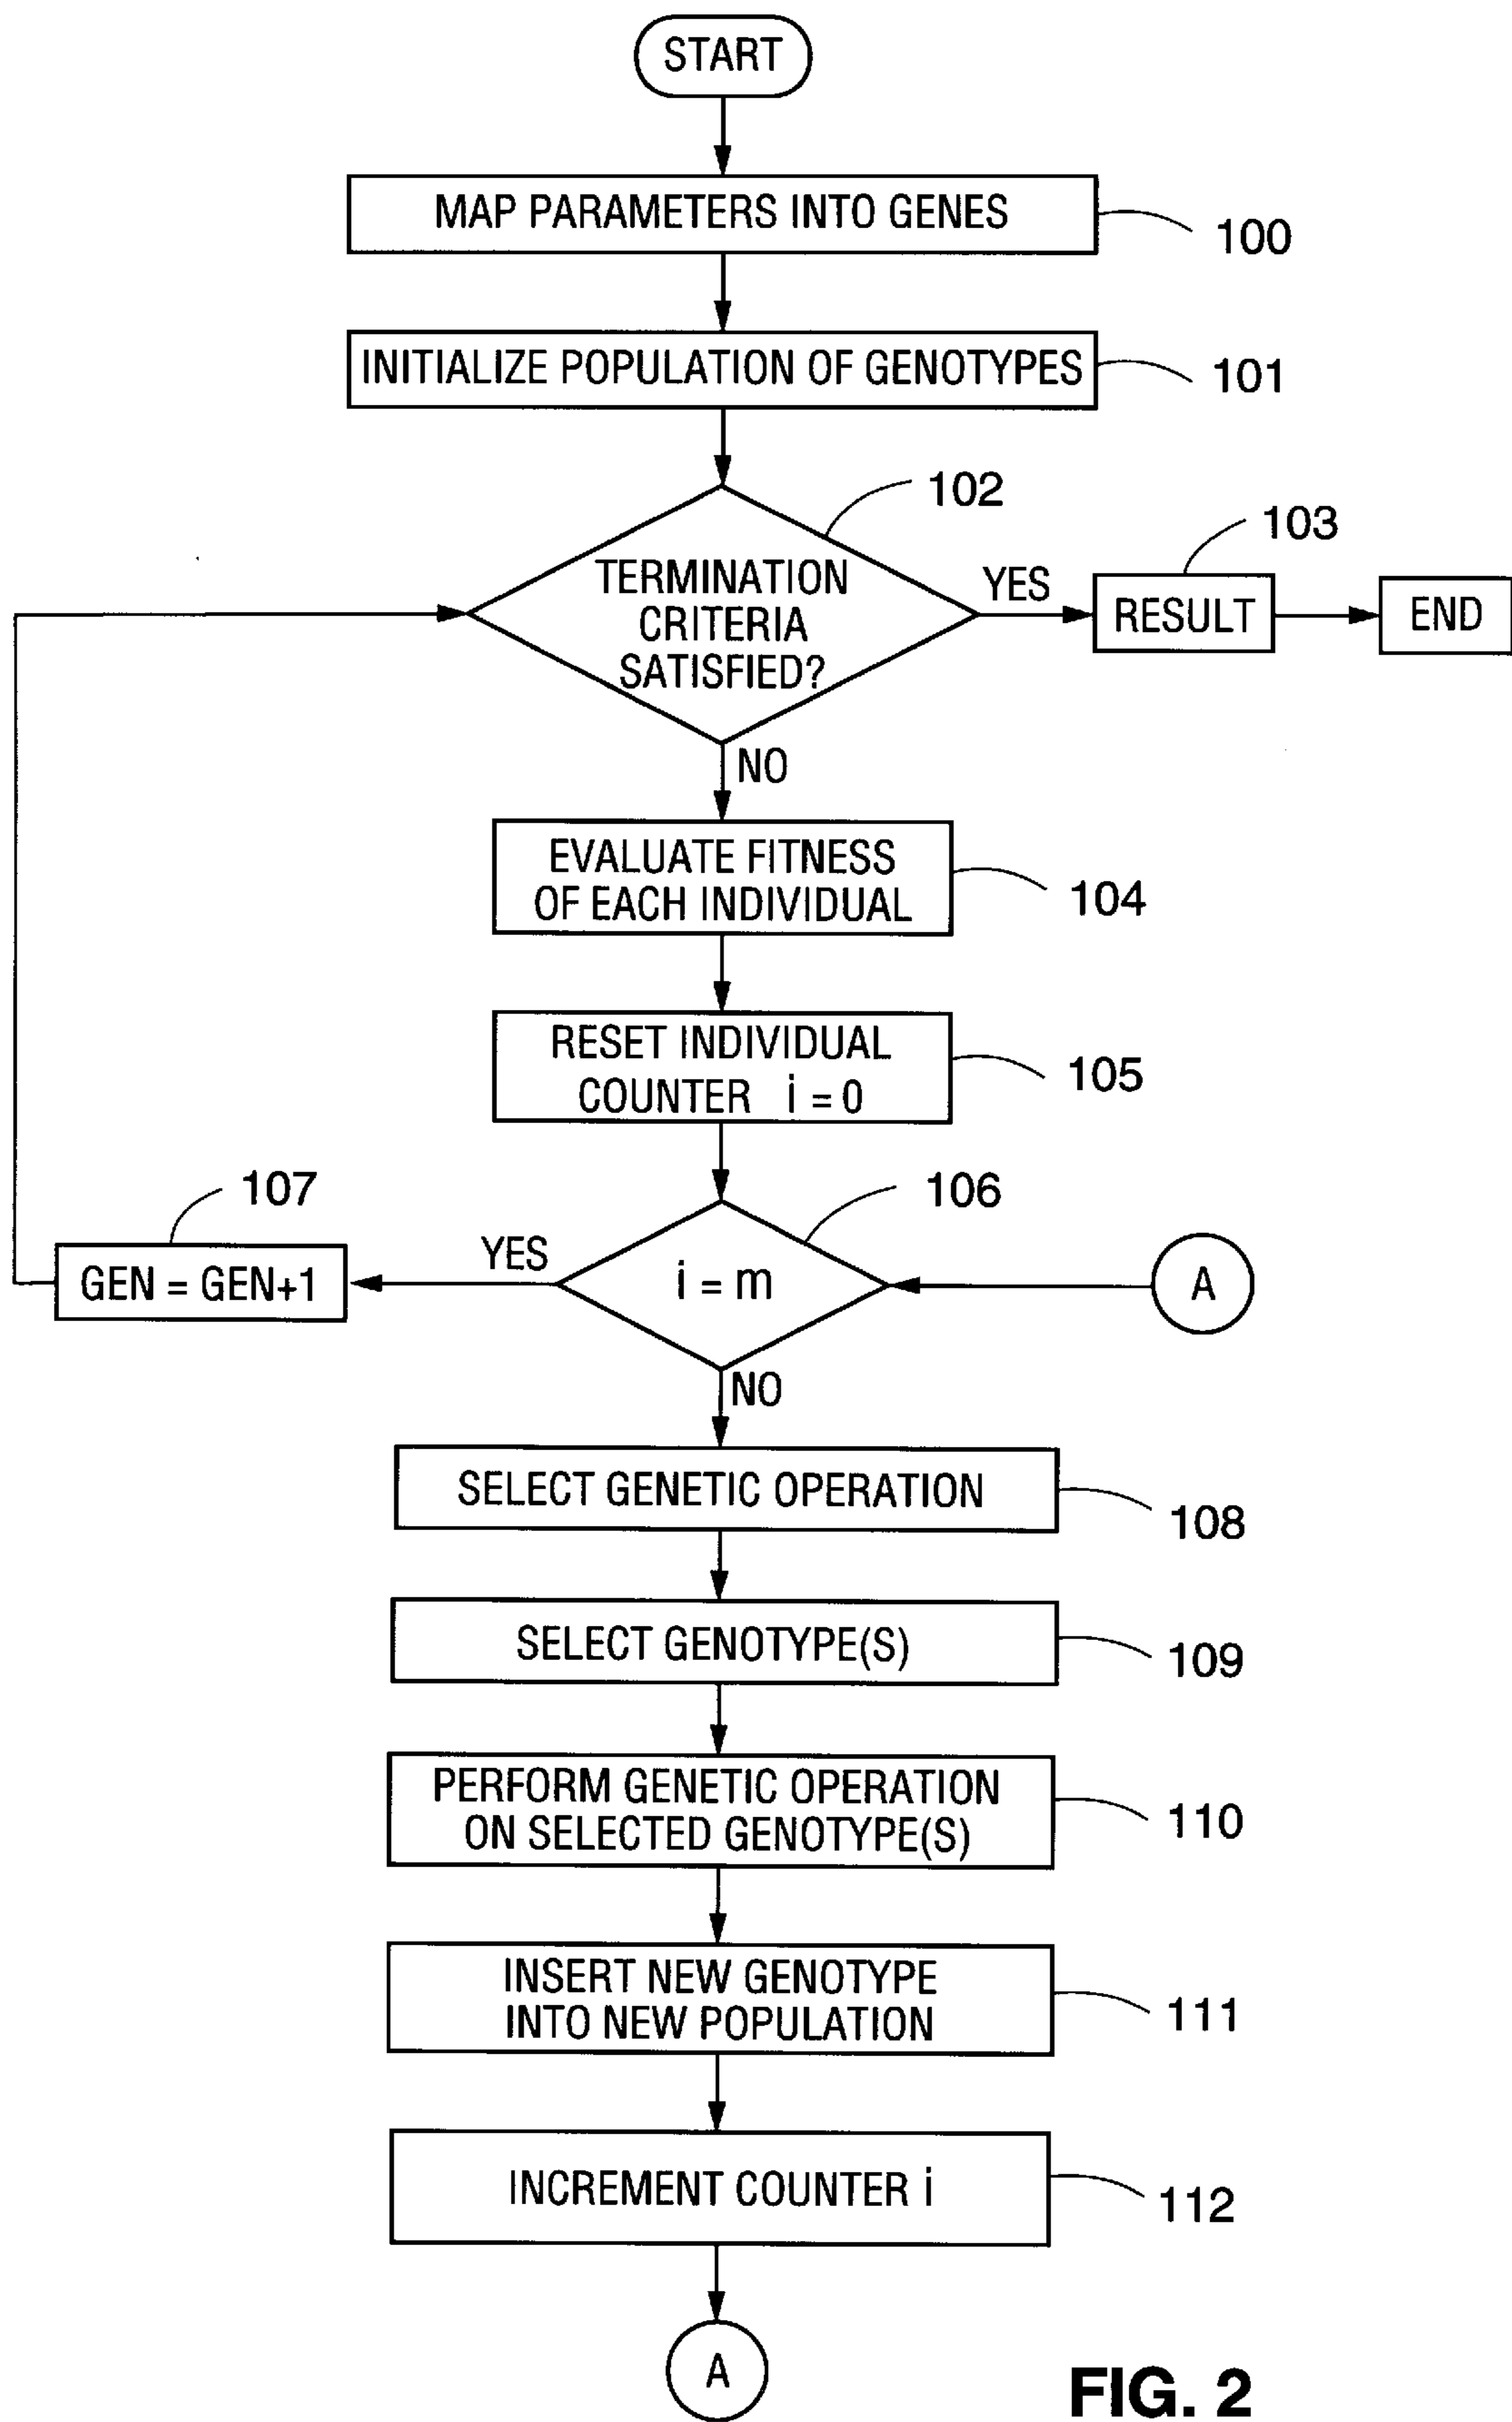 START
MAP PARAMETERS INTO GENES
100
INITIALIZE POPULATION OF GENOTYPES
101
102
TERMINATION
CRITERIA
SATISFIED?
YES
103
RESULT
END
NO
EVALUATE FITNESS
OF EACH INDIVIDUAL
104
RESET INDIVIDUAL
COUNTER i = 0
105
107
GEN = GEN+1
YES
106
i = m
A
NO
SELECT GENETIC OPERATION
108
SELECT GENOTYPE(S)
109
PERFORM GENETIC OPERATION
ON SELECTED GENOTYPE(S)
110
INSERT NEW GENOTYPE
INTO NEW POPULATION
111
INCREMENT COUNTER i
112
A
FIG. 2